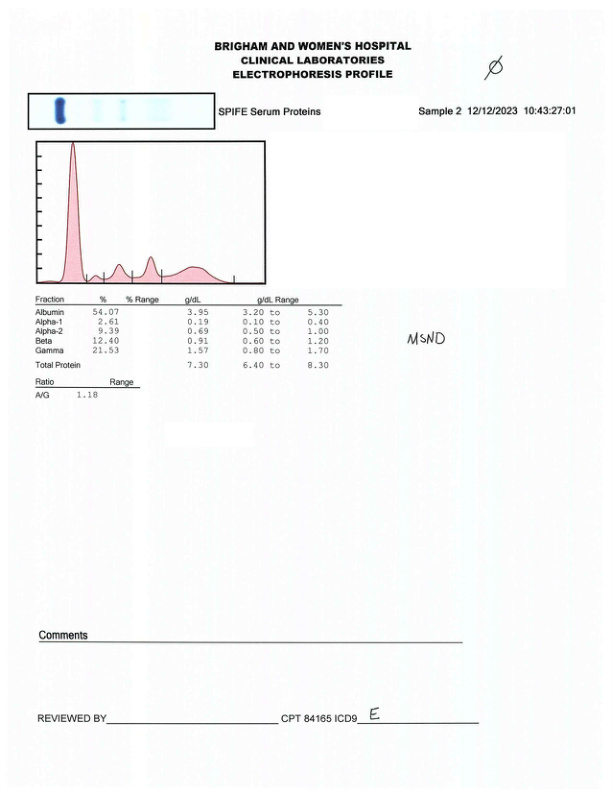 BRIGHAM AND WOMEN'S HOSPITAL
CLINICAL LABORATORIES
ELECTROPHORESIS PROFILE
Ø
SPIFE Serum Proteins Sample 2 12/12/2023 10:43:27:01
Fraction % % Range g/dL g/dL Range
Albumin 54.07 3.95 3.20 to 5.30
Alpha-1 2.61 0.19 0.10 to 0.40
Alpha-2 9.39 0.69 0.50 to 1.00
Beta 12.40 0.91 0.60 to 1.20
Gamma 21.53 1.57 0.80 to 1.70
MSND
Total Protein 7.30 6.40 to 8.30
Ratio Range
A/G 1.18
Comments
REVIEWED BY CPT 84165 ICD9 E